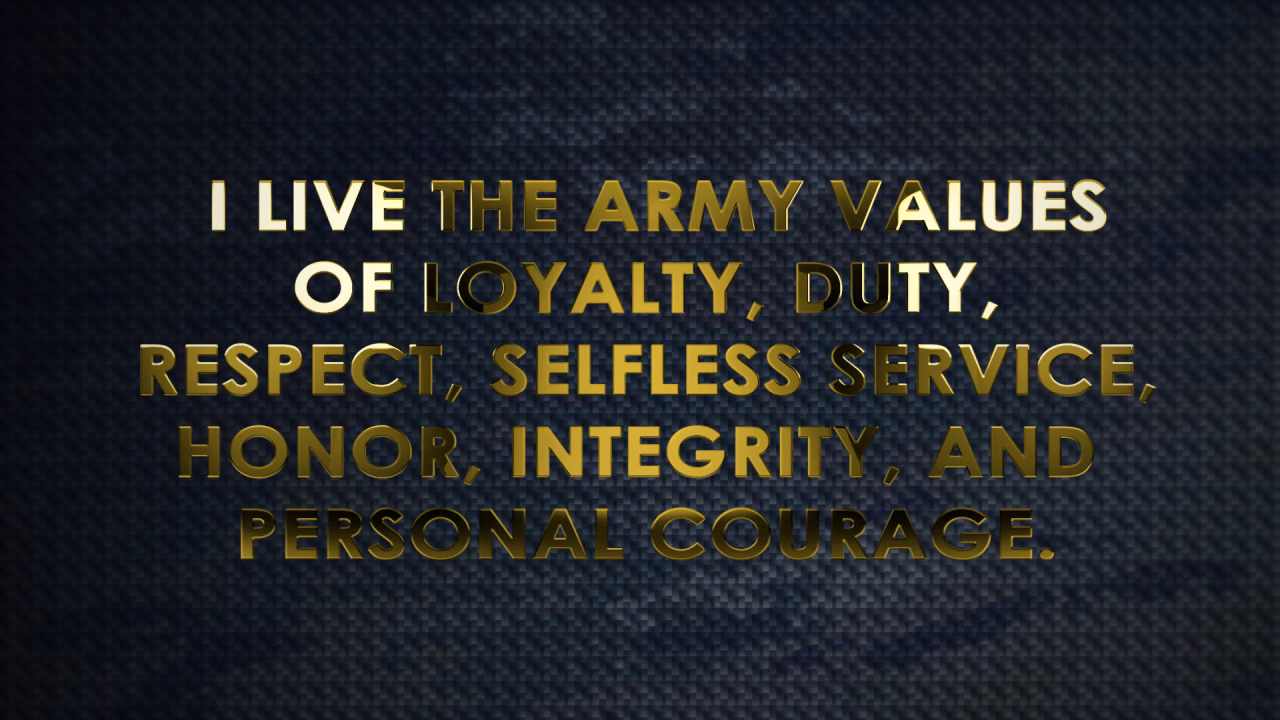 I LIVE THE ARMY VALUES
OF LOYALTY, DUTY,
RESPECT, SELFLESS SERVICE,
HONOR, INTEGRITY, AND
PERSONAL COURAGE.